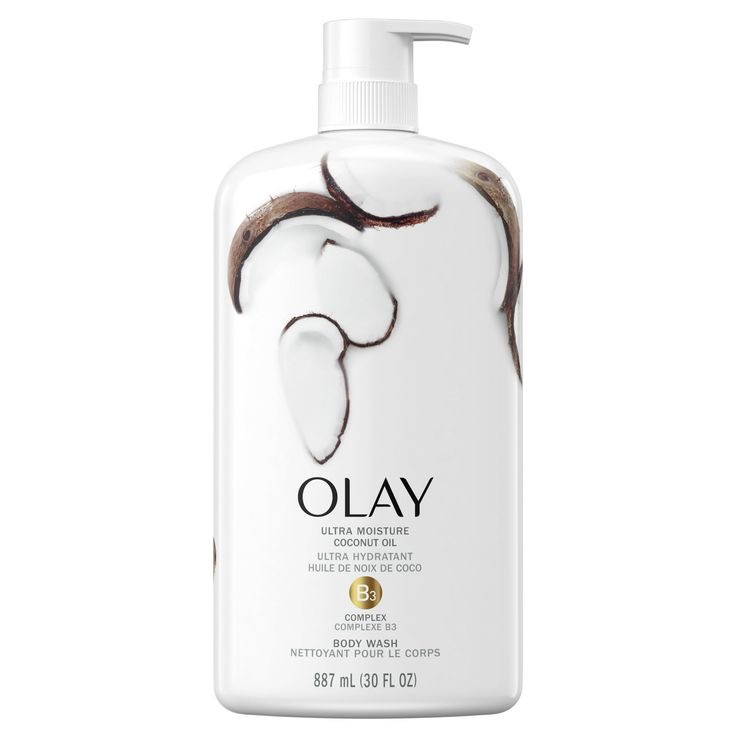 OLAY
ULTRA MOISTURE
COCONUT OIL
ULTRA HYDRATANT
HUILE DE NOIX DE COCO
B3
COMPLEX
COMPLEXE B3
BODY WASH
NETTOYANT POUR LE CORPS
887 mL (30 FL OZ)